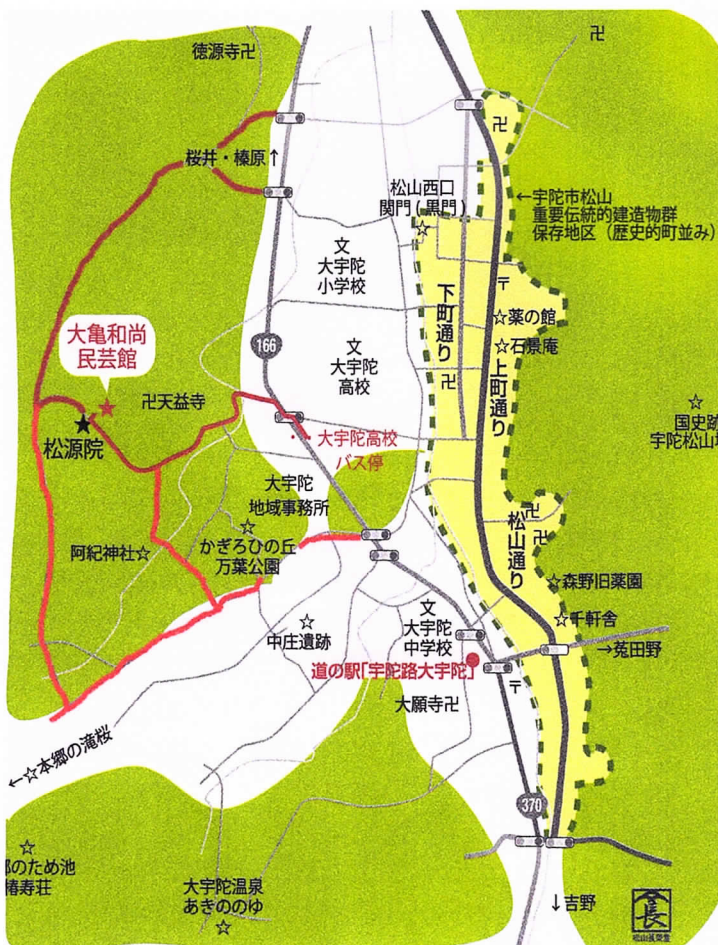 徳源寺卍
卍
卍
桜井・榛原↑
松山西口
関門(黒門)
☆
←宇陀市松山
重要伝統的建造物群
保存地区(歴史的町並み)
文
大宇陀
小学校
〒
下町通り
☆薬の館
166
大亀和尚
民芸館
文
大宇陀
高校
☆石景庵
上町通り
★
卍天益寺
卍
☆
国史跡
宇陀松山城
★
松源院
大宇陀高校
バス停
大宇陀
地域事務所
卍
卍
松山通り
☆
かぎろひの丘
万葉公園
阿紀神社☆
☆森野旧薬園
文
大宇陀
中学校
☆千軒舎
☆
中庄遺跡
→菟田野
道の駅「宇陀路大宇陀」
〒
大願寺卍
←☆本郷の滝桜
370
☆
のため池
椿寿荘
大宇陀温泉
あきののゆ
☆
↓吉野
長